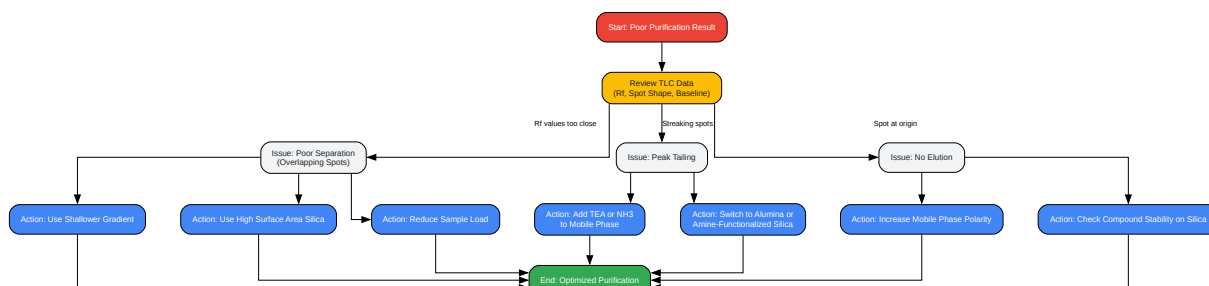 Start: Poor Purification Result
Review TLC Data
(Rf, Spot Shape, Baseline)
Rf values too close
Streaking spots
Spot at origin
Issue: Poor Separation
(Overlapping Spots)
Issue: Peak Tailing
Issue: No Elution
Action: Use Shallower Gradient
Action: Use High Surface Area Silica
Action: Reduce Sample Load
Action: Add TEA or NH3
to Mobile Phase
Action: Switch to Alumina or
Amine-Functionalized Silica
Action: Increase Mobile Phase Polarity
Action: Check Compound Stability on Silica
End: Optimized Purification